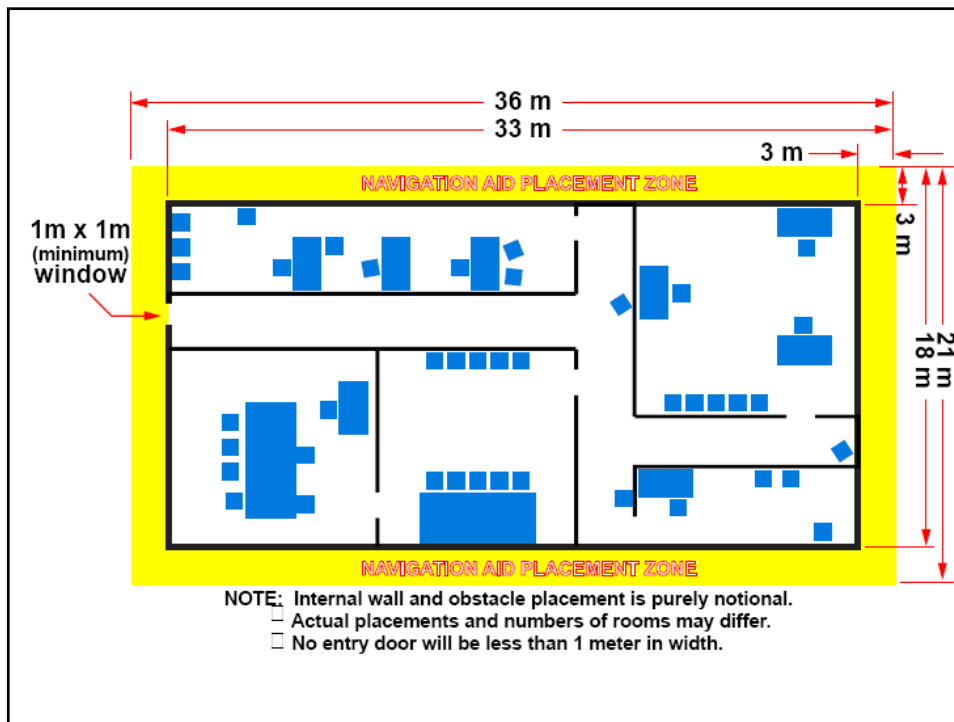 36 m
33 m
3 m
NAVIGATION AID PLACEMENT ZONE
3 m
1m x 1m
(minimum)
window
21 m
18 m
NAVIGATION AID PLACEMENT ZONE
NOTE: Internal wall and obstacle placement is purely notional.
Actual placements and numbers of rooms may differ.
No entry door will be less than 1 meter in width.